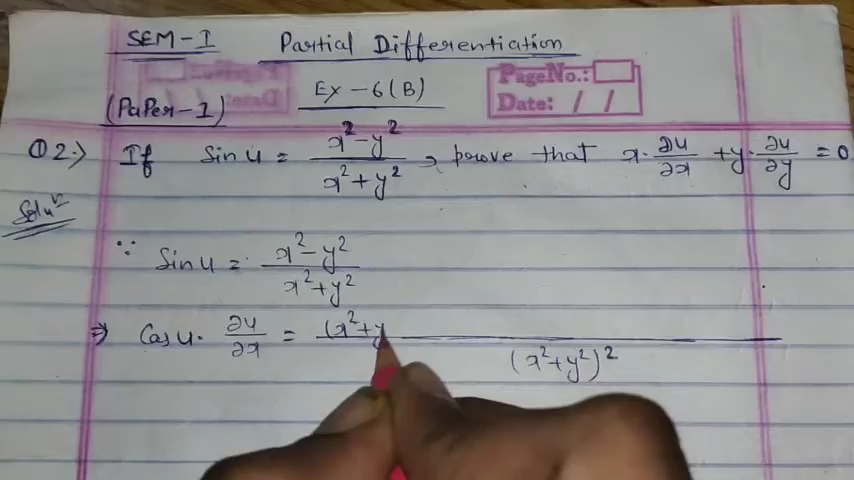 SEM-I Partial Differentiation
Page No.:
(PaPer-1) Ex-6(B)
Date: / /
Q2.) If Sin u = x²-y² / x²+y² , prove that x·∂u/∂x + y·∂u/∂y = 0
Soluⁿ
∵ Sin u = x²-y² / x²+y²
⇒ Cos u· ∂u/∂x = (x²+y / (x²+y²)²